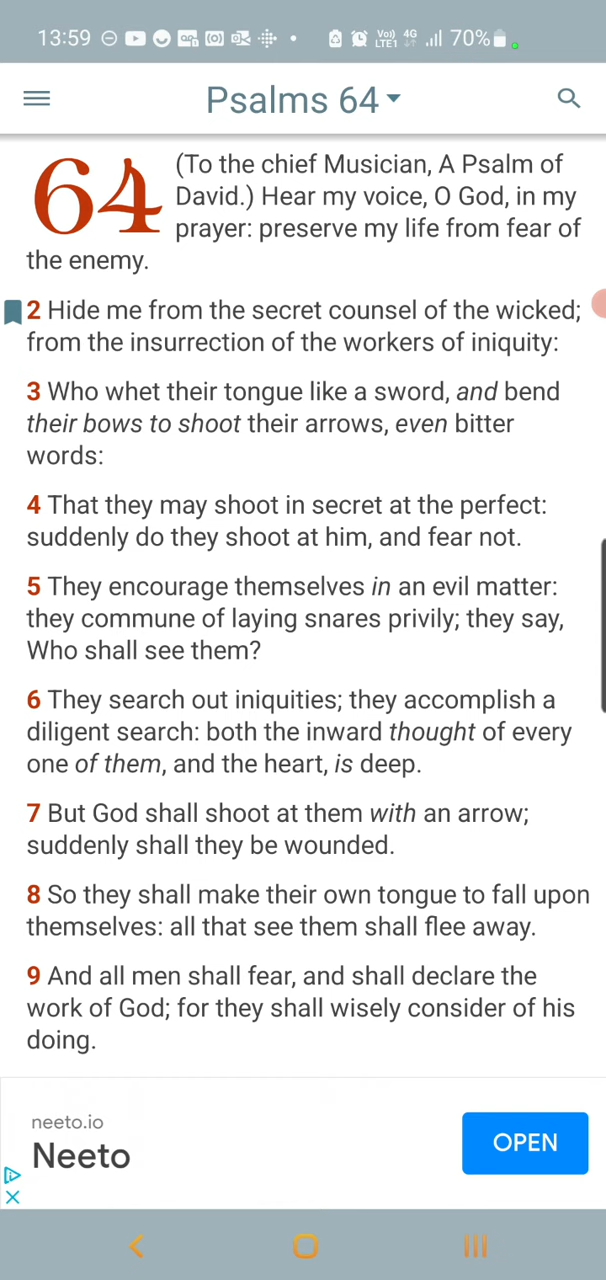 13:59
Vo)) 4G
LTE1
70%
Psalms 64
64 (To the chief Musician, A Psalm of
David.) Hear my voice, O God, in my
prayer: preserve my life from fear of
the enemy.
2 Hide me from the secret counsel of the wicked;
from the insurrection of the workers of iniquity:
3 Who whet their tongue like a sword, and bend
their bows to shoot their arrows, even bitter
words:
4 That they may shoot in secret at the perfect:
suddenly do they shoot at him, and fear not.
5 They encourage themselves in an evil matter:
they commune of laying snares privily; they say,
Who shall see them?
6 They search out iniquities; they accomplish a
diligent search: both the inward thought of every
one of them, and the heart, is deep.
7 But God shall shoot at them with an arrow;
suddenly shall they be wounded.
8 So they shall make their own tongue to fall upon
themselves: all that see them shall flee away.
9 And all men shall fear, and shall declare the
work of God; for they shall wisely consider of his
doing.
neeto.io
Neeto
OPEN